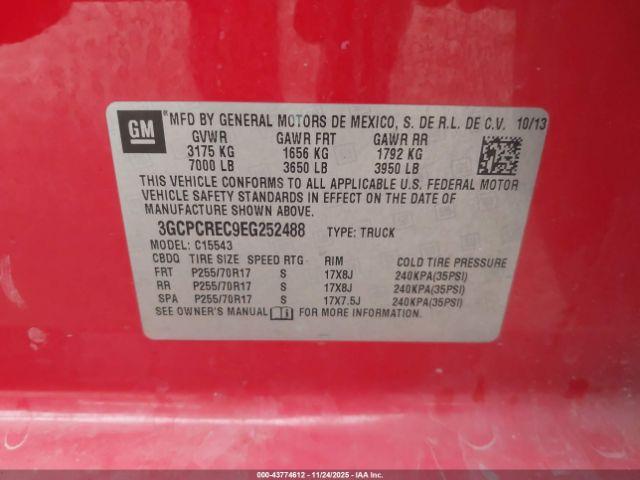 GM
®MFD BY GENERAL MOTORS DE MEXICO, S. DE R.L. DE C.V. 10/13
GVWR GAWR FRT GAWR RR
3175 KG 1656 KG 1792 KG
7000 LB 3650 LB 3950 LB
THIS VEHICLE CONFORMS TO ALL APPLICABLE U.S. FEDERAL MOTOR
VEHICLE SAFETY STANDARDS IN EFFECT ON THE DATE OF
MANUFACTURE SHOWN ABOVE.
3GCPCREC9EG252488 TYPE: TRUCK
MODEL: C15543
CBDQ TIRE SIZE SPEED RTG RIM COLD TIRE PRESSURE
FRT P255/70R17 S 17X8J 240KPA(35PSI)
RR P255/70R17 S 17X8J 240KPA(35PSI)
SPA P255/70R17 S 17X7.5J 240KPA(35PSI)
SEE OWNER'S MANUAL FOR MORE INFORMATION.
000-43774612 - 11/24/2025 - IAAI.COM